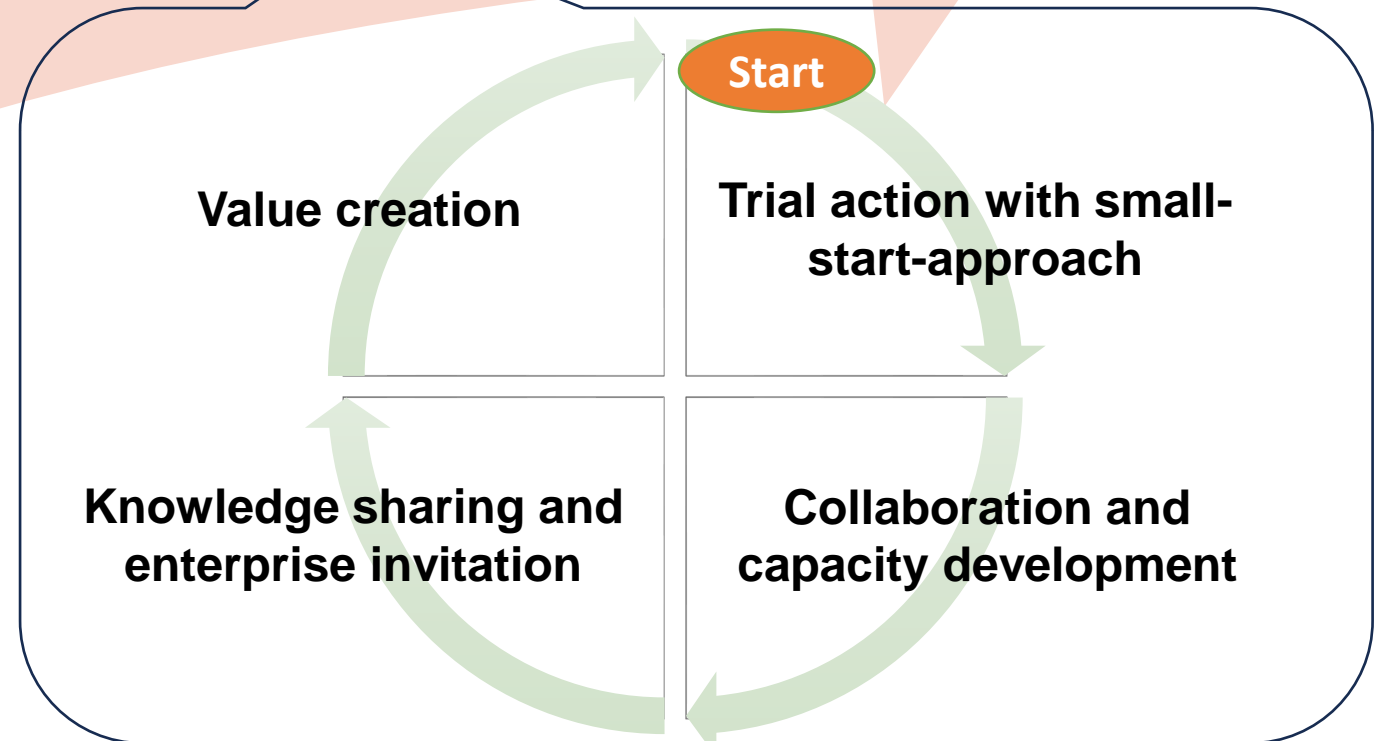 Start
Value creation
Trial action with small-
start-approach
Knowledge sharing and
enterprise invitation
Collaboration and
capacity development